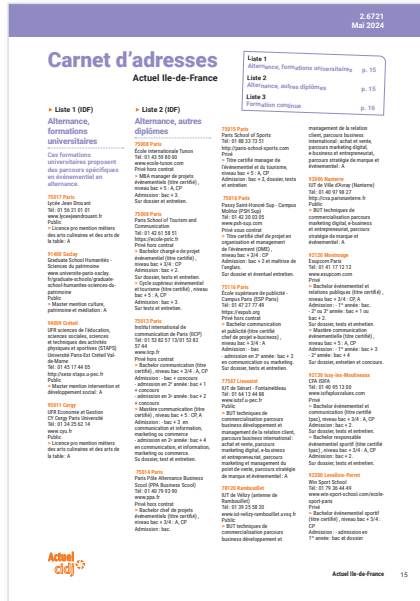 2.6721
Mai 2024
Carnet d'adresses
Actuel Ile-de-France
Liste 1
Alternance, formations universitaires p. 15
Liste 2
Alternance, autres diplômes p. 15
Liste 3
Formation continue p. 16
► Liste 1 (IDF)
Alternance,
formations
universitaires
Ces formations
universitaires proposent
des parcours spécifiques
en événementiel en
alternance.
75017 Paris
Lycée Jean Drouant
Tél : 01 56 21 01 01
www.lyceejeandrouant.fr
Public
► Licence pro mention métiers
des arts culinaires et des arts de
la table : A
91400 Saclay
Graduate School Humanités -
Sciences du patrimoine
www.universite-paris-saclay.
fr/graduate-schools/graduate-
school-humanites-sciences-du-
patrimoine
Public
► Master mention culture,
patrimoine et médiation : A
94009 Créteil
UFR sciences de l'éducation,
sciences sociales, sciences
et techniques des activités
physiques et sportives (STAPS)
Université Paris-Est Créteil Val-
de-Marne
Tél : 01 45 17 44 05
http://sess-staps.u-pec.fr
Public
► Master mention intervention et
développement social : A
95011 Cergy
UFR Economie et Gestion
CY Cergy Paris Université
Tél : 01 34 25 62 14
www.cyu.fr
Public
► Licence pro mention métiers
des arts culinaires et des arts de
la table : A
► Liste 2 (IDF)
Alternance, autres
diplômes
75008 Paris
École internationale Tunon
Tél : 01 43 59 80 00
www.ecole-tunon.com
Privé hors contrat
► MBA manager de projets
événementiels (titre certifié) ,
niveau bac + 5 : A, CP
Admission : bac + 2.
Sur dossier et entretien.
75008 Paris
Paris School of Tourism and
Communication
Tél : 01 42 61 58 51
https://ecole-pstc.fr
Privé hors contrat
► Bachelor chargé·e de projet
événementiel (titre certifié) ,
niveau bac + 3 : A, CP
Admission : bac + 2.
Sur dossier, tests et entretien.
► Cycle supérieur événementiel
et tourisme (titre certifié) , niveau
bac + 5 : A, CP
Admission : bac + 3.
Sur tests et entretien.
75013 Paris
Institut international de
communication de Paris (IICP)
Tél : 01 53 82 57 13/01 53 82
57 44
www.iicp.fr
Privé hors contrat
► Bachelor communication (titre
certifié) , niveau bac + 3/4 : A, CP
Admission : - bac + concours
- admission en 2ᵉ année : bac + 1
+ concours
- admission en 3ᵉ année : bac + 2
+ concours
► Mastère communication (titre
certifié) , niveau bac + 5 : CP, A
Admission : - bac + 3 en
communication et information,
marketing ou commerce
- admission en 2ᵉ année : bac + 4
en communication, et information,
marketing ou commerce.
Sur dossier, test et entretien.
75014 Paris
Paris Pôle Alternance Business
Scool (PPA Business Scool)
Tél : 01 40 79 93 90
www.ppa.fr
Privé hors contrat
► Bachelor chef de projets
événementiels (titre certifié) ,
niveau bac + 3/4 : A, CP
Admission : bac.
75015 Paris
Paris School of Sports
Tél : 01 88 33 73 51
http://paris-school-sports.com
Privé
► Titre certifié manager de
l'événementiel et du tourisme,
niveau bac + 5 : A, CP
Admission : bac + 3, dossier, tests
et entretien
75016 Paris
Passy Saint-Honoré Sup - Campus
Molitor (PSH Sup)
Tél : 01 42 30 03 05
www.psh-sup.com
Privé sous contrat
► Titre certifié chef de projet en
organisation et management
de l'événement (OME) ,
niveau bac + 3/4 : CP
Admission : bac + 2 et maîtrise de
l'anglais.
Sur dossier et éventuel entretien.
75116 Paris
École supérieure de publicité -
Campus Paris (ESP Paris)
Tél : 01 47 27 77 49
https://espub.org
Privé hors contrat
► Bachelor communication
et publicité (titre certifié
chef de projet e-business) ,
niveau bac + 3/4 : A
Admission : - bac
- admission en 2ᵉ année : bac + 1
en communication ou marketing.
Sur dossier, test et entretien.
77567 Lieusaint
IUT de Sénart - Fontainebleau
Tél : 01 64 13 44 88
www.iutsf.u-pec.fr
Public
► BUT techniques de
commercialisation parcours
business développement et
management de la relation client,
parcours business international :
achat et vente, parcours
marketing digital, e-business
et entrepreneuriat, parcours
marketing et management du
point de vente, parcours stratégie
de marque et événementiel : A
78120 Rambouillet
IUT de Vélizy (antenne de
Rambouillet)
Tél : 01 39 25 58 20
www.iut-velizy-rambouillet.uvsq.fr
Public
► BUT techniques de
commercialisation parcours
business développement et
management de la relation
client, parcours business
international : achat et vente,
parcours marketing digital,
e-business et entrepreneuriat,
parcours stratégie de marque et
événementiel : A
92000 Nanterre
IUT de Ville d'Avray (Nanterre)
Tél : 01 40 97 98 27
http://cva.parisnanterre.fr
Public
► BUT techniques de
commercialisation parcours
marketing digital, e-business
et entrepreneuriat, parcours
stratégie de marque et
événementiel : A
92120 Montrouge
Esupcom Paris
Tél : 01 41 17 12 12
www.esupcom.com
Privé
► Bachelor événementiel et
relations publiques (titre certifié) ,
niveau bac + 3/4 : CP, A
Admission : - 1ʳᵉ année : bac.
- 2ᵉ ou 3ᵉ année : bac + 1 ou
bac + 2.
Sur dossier, tests et entretien.
► Mastère communication
événementielle (titre certifié) ,
niveau bac + 5 : A, CP
Admission : - 1ʳᵉ année : bac + 3
- 2ᵉ année : bac + 4
Sur dossier, entretien et concours.
92130 Issy-les-Moulineaux
CFA ISIFA
Tél : 01 40 95 13 00
www.isifaplusvalues.com
Privé
► Bachelor événementiel et
communication (titre certifié
ipac) , niveau bac + 3/4 : CP, A
Admission : bac + 2.
► Bachelor responsable
événementiel sportif (titre certifié
ipac) , niveau bac + 3/4 : CP, A
Admission : bac + 2.
Sur dossier, tests et entretien.
92300 Levallois-Perret
Win Sport School
Tél : 01 79 36 44 49
www.win-sport-school.com/ecole-
sport-paris
Privé
► Bachelor événementiel sportif
(titre certifié) , niveau bac + 3/4 :
CP
Admission : - admission en
1ʳᵉ année : bac et dossier
Actuel
cidj
Actuel Ile-de-France 15